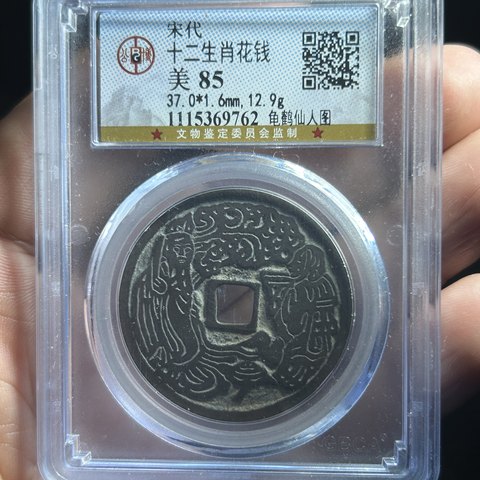 宋代
十二生肖花钱
美 85
37.0*1.6mm,12.9g
1115369762 龟鹤仙人图
★ 文物鉴定委员会监制 ★